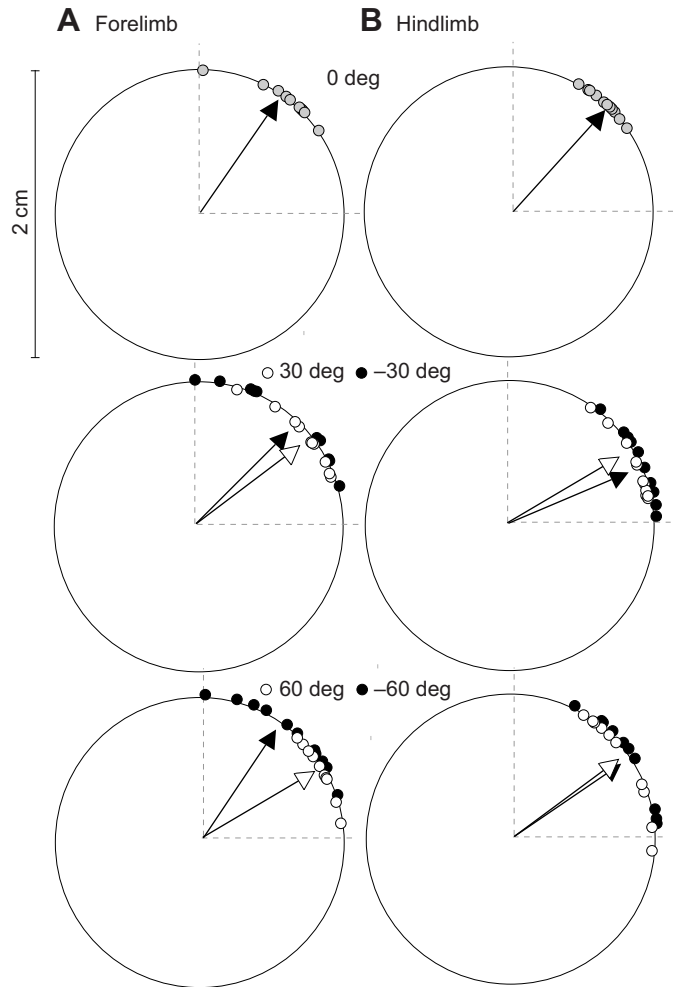 A Forelimb
B Hindlimb
0 deg
2 cm
30 deg –30 deg
60 deg –60 deg